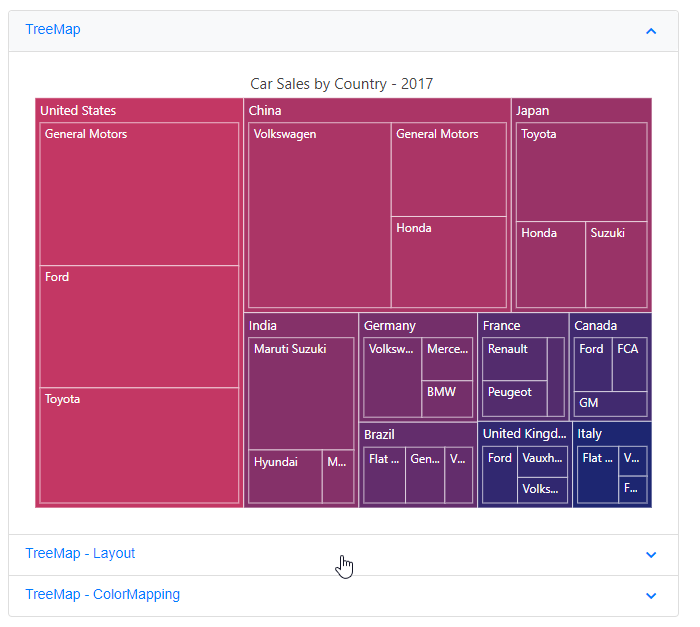 TreeMap
Car Sales by Country - 2017
United States
General Motors
Ford
Toyota
China
Volkswagen
General Motors
Honda
Japan
Toyota
Honda
Suzuki
India
Maruti Suzuki
Hyundai
M...
Germany
Volksw...
Merce...
BMW
Brazil
Flat ...
Gen...
V...
France
Renault
Peugeot
Canada
Ford
FCA
GM
United Kingd...
Ford
Vauxh...
Volks...
Italy
Flat ...
V...
F...
TreeMap - Layout
TreeMap - ColorMapping